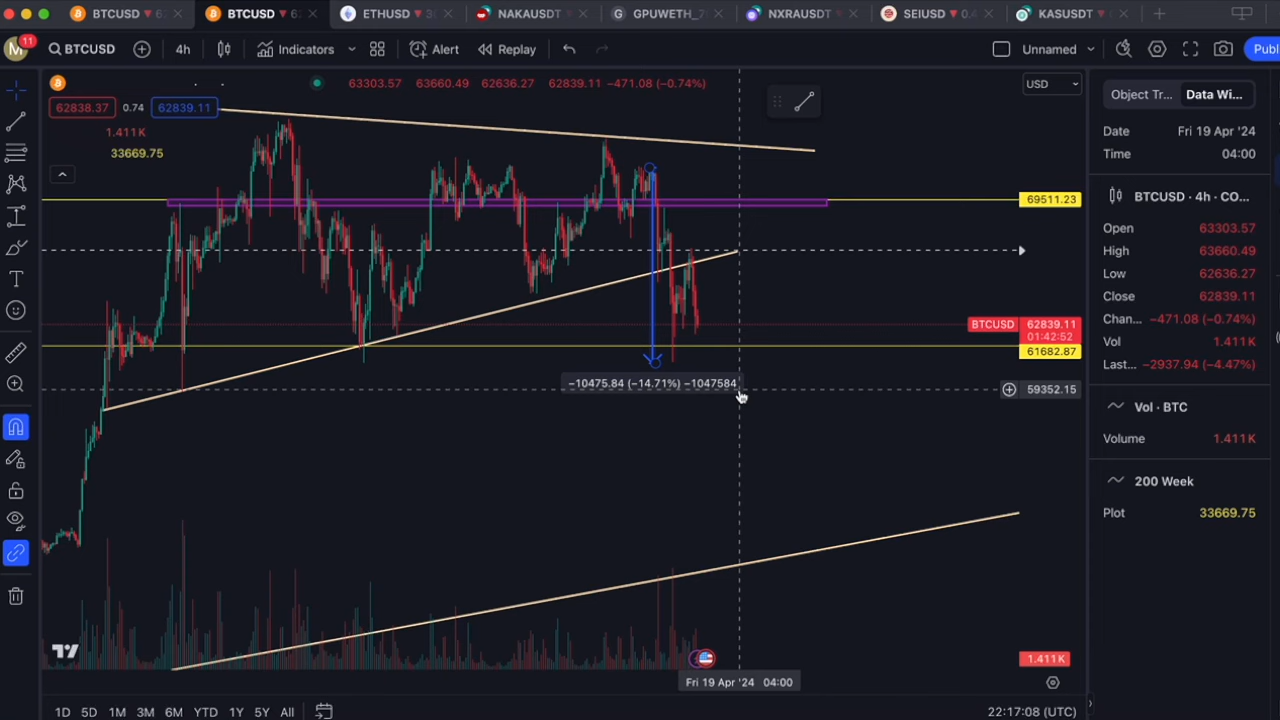 BTCUSD 6
BTCUSD 6
ETHUSD 3
NAKAUSDT
GPUWETH_
NXRAUSDT
SEIUSD 0.4
KASUSDT
M 11 BTCUSD 4h Indicators Alert Replay Unnamed Publ
63303.57 63660.49 62636.27 62839.11 −471.08 (−0.74%) USD
62838.37 0.74 62839.11
1.411K
33669.75
69511.23
BTCUSD 62839.11
01:42:52
61682.87
−10475.84 (−14.71%) −1047584
59352.15
1.411K
Fri 19 Apr '24 04:00
1D 5D 1M 3M 6M YTD 1Y 5Y All
22:17:08 (UTC)
Object Tr... Data Wi...
Date Fri 19 Apr '24
Time 04:00
BTCUSD · 4h · CO...
Open 63303.57
High 63660.49
Low 62636.27
Close 62839.11
Chan... −471.08 (−0.74%)
Vol 1.411K
Last... −2937.94 (−4.47%)
Vol · BTC
Volume 1.411K
200 Week
Plot 33669.75